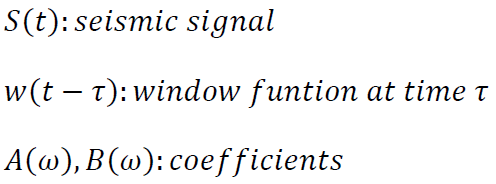 S(t): seismic signal
w(t − τ): window funtion at time τ
A(ω), B(ω): coefficients